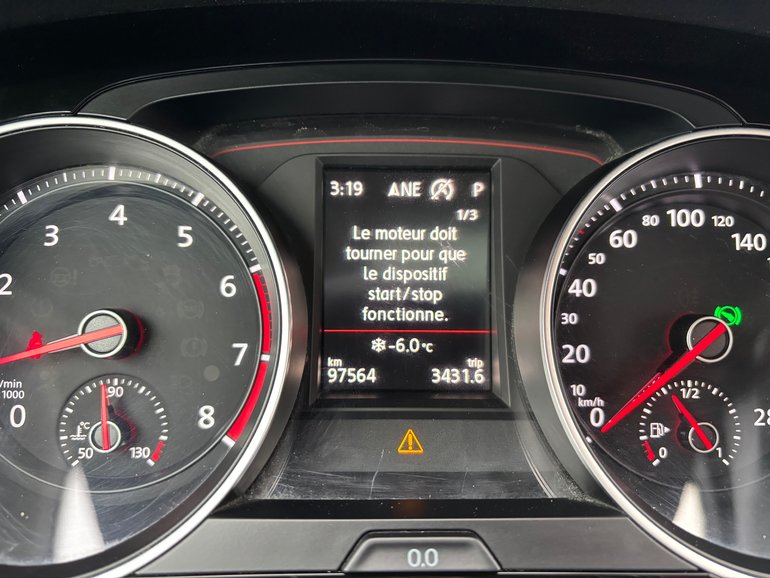 3:19 ANE P
1/3
Le moteur doit
tourner pour que
le dispositif
start/stop
fonctionne.
-6.0 °C
km trip
97564 3431.6
0 2 3 4 5 6 7 8
/min
1000
50 90 130
°C
0 10 20 30 40 50 60 80 100 120 140 28
km/h
0 1/2 1
0.0